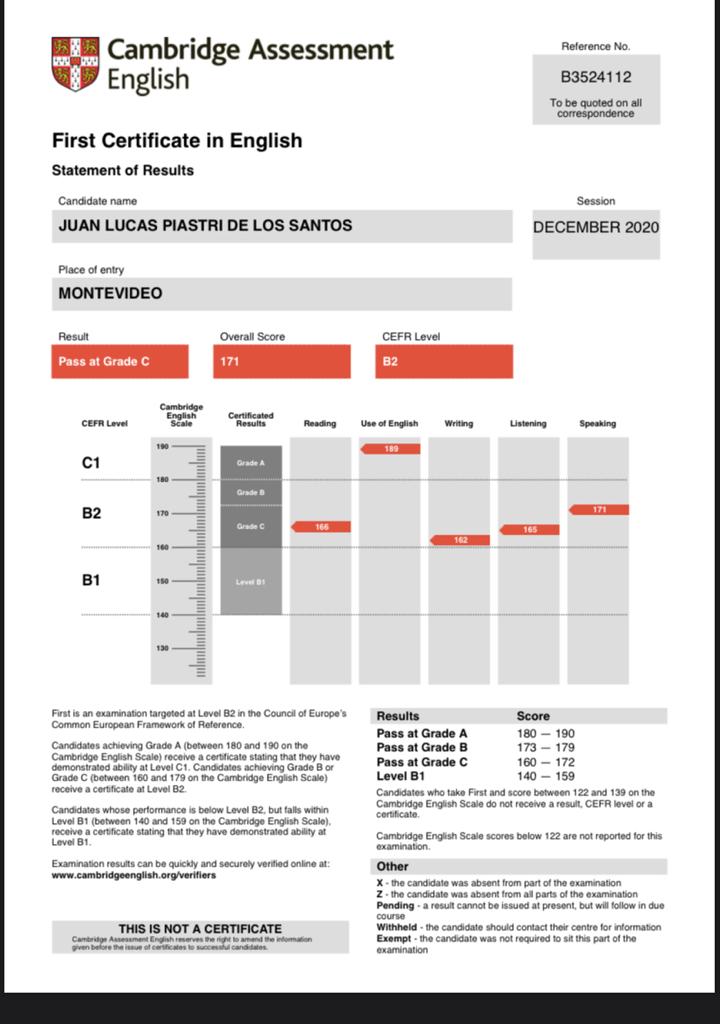 Cambridge Assessment
English
Reference No.
B3524112
To be quoted on all
correspondence
First Certificate in English
Statement of Results
Candidate name
Session
JUAN LUCAS PIASTRI DE LOS SANTOS
DECEMBER 2020
Place of entry
MONTEVIDEO
Result
Overall Score
CEFR Level
Pass at Grade C
171
B2
CEFR Level
Cambridge
English
Scale
Certificated
Results
Reading
Use of English
Writing
Listening
Speaking
C1
B2
B1
190
180
170
160
150
140
130
Grade A
Grade B
Grade C
Level B1
166
189
162
165
171
First is an examination targeted at Level B2 in the Council of Europe's
Common European Framework of Reference.
Candidates achieving Grade A (between 180 and 190 on the
Cambridge English Scale) receive a certificate stating that they have
demonstrated ability at Level C1. Candidates achieving Grade B or
Grade C (between 160 and 179 on the Cambridge English Scale)
receive a certificate at Level B2.
Candidates whose performance is below Level B2, but falls within
Level B1 (between 140 and 159 on the Cambridge English Scale),
receive a certificate stating that they have demonstrated ability at
Level B1.
Examination results can be quickly and securely verified online at:
www.cambridgeenglish.org/verifiers
THIS IS NOT A CERTIFICATE
Cambridge Assessment English reserves the right to amend the information
given before the issue of certificates to successful candidates.
Results Score
Pass at Grade A 180 — 190
Pass at Grade B 173 — 179
Pass at Grade C 160 — 172
Level B1 140 — 159
Candidates who take First and score between 122 and 139 on the
Cambridge English Scale do not receive a result, CEFR level or a
certificate.
Cambridge English Scale scores below 122 are not reported for this
examination.
Other
X - the candidate was absent from part of the examination
Z - the candidate was absent from all parts of the examination
Pending - a result cannot be issued at present, but will follow in due
course
Withheld - the candidate should contact their centre for information
Exempt - the candidate was not required to sit this part of the
examination